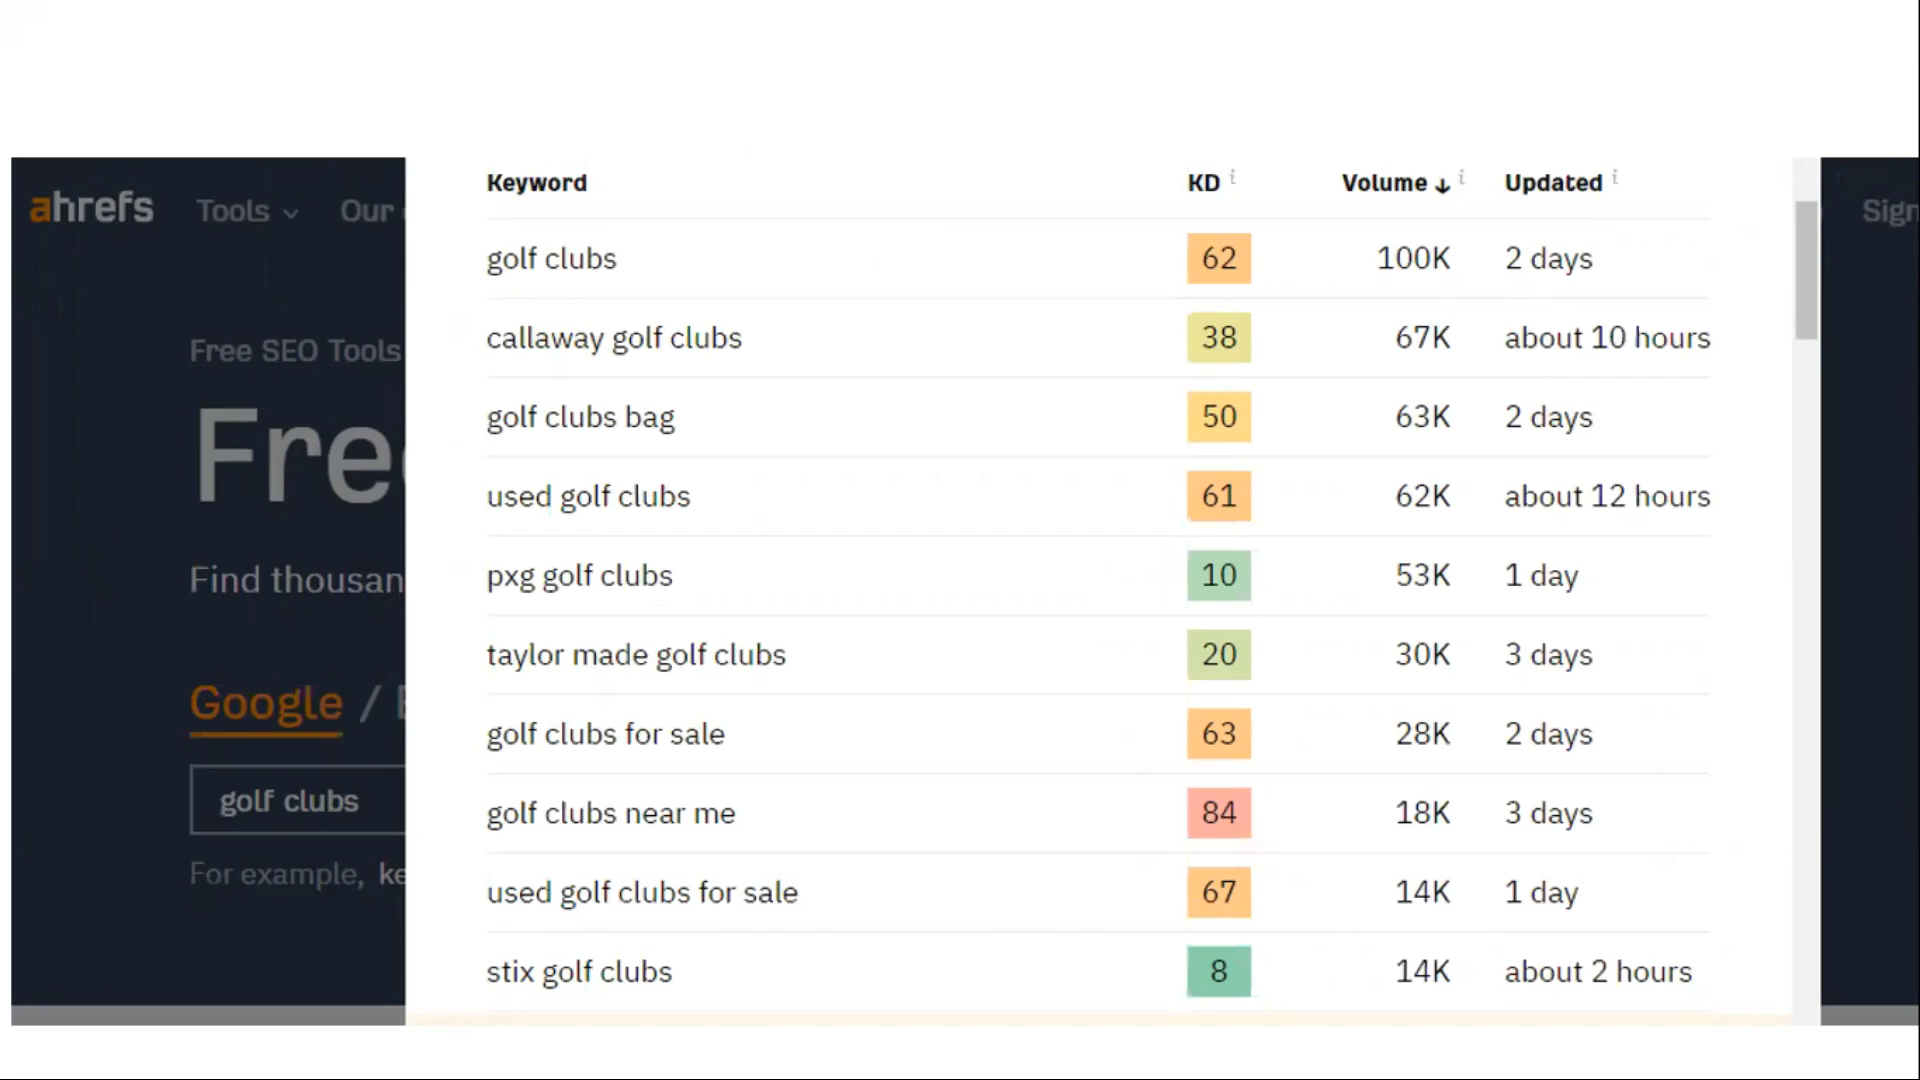 Keyword KD i Volume ↓ i Updated i
ahrefs Tools Our Sign
golf clubs 62 100K 2 days
callaway golf clubs 38 67K about 10 hours
Free SEO Tools
golf clubs bag 50 63K 2 days
Free
used golf clubs 61 62K about 12 hours
pxg golf clubs 10 53K 1 day
Find thousan
taylor made golf clubs 20 30K 3 days
Google /
golf clubs for sale 63 28K 2 days
golf clubs
golf clubs near me 84 18K 3 days
For example, ke
used golf clubs for sale 67 14K 1 day
stix golf clubs 8 14K about 2 hours